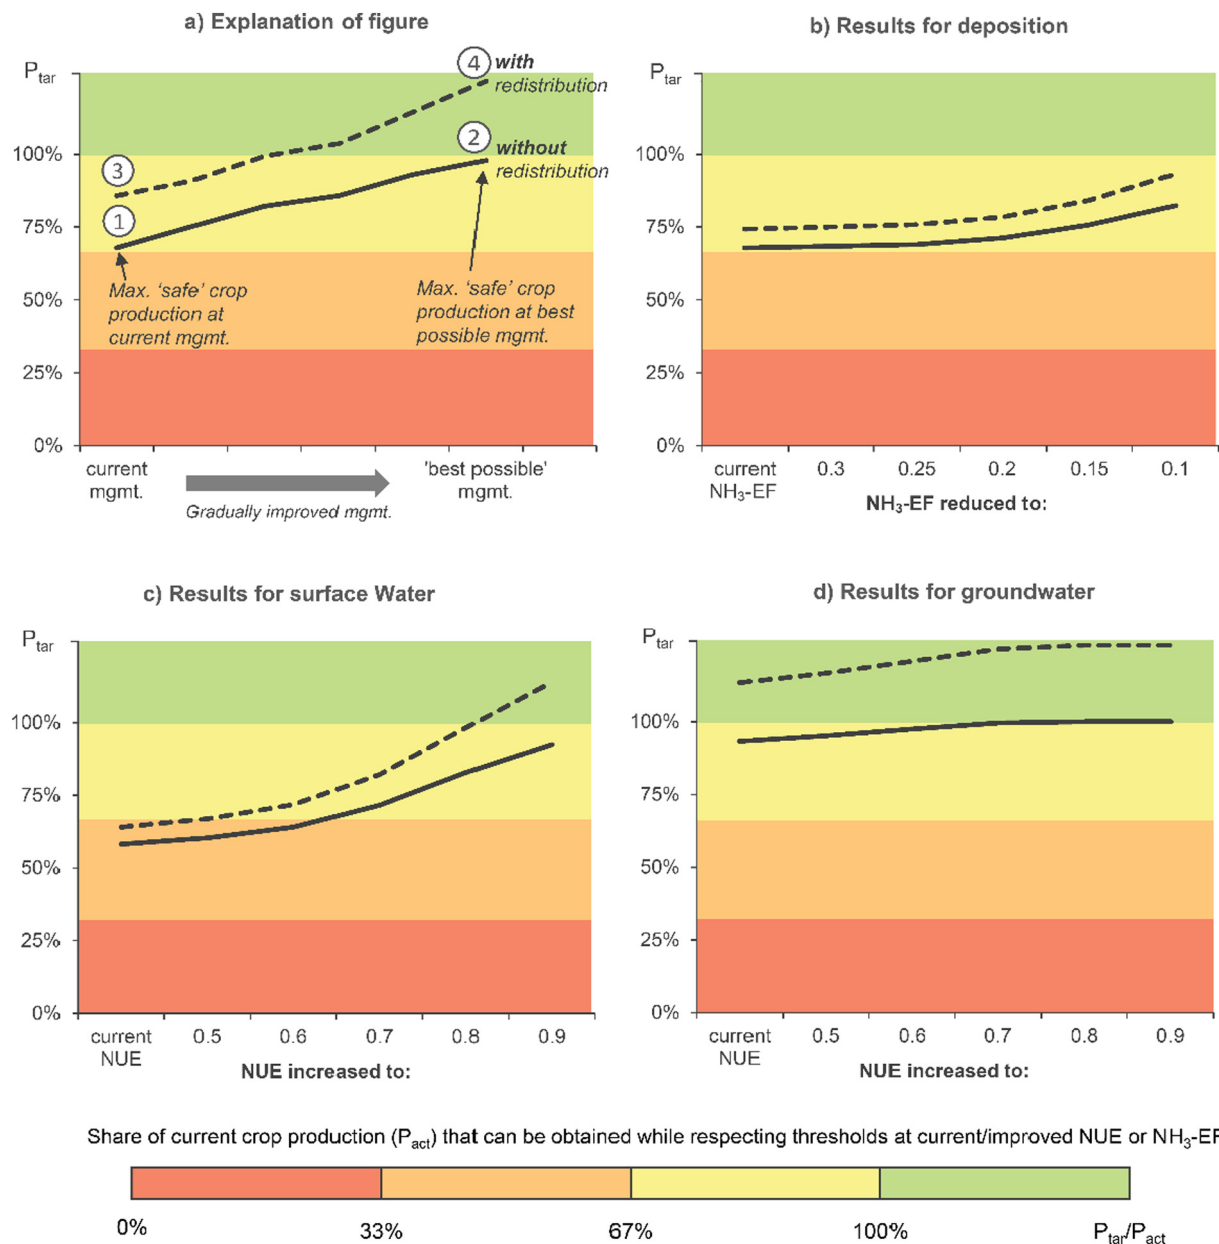 a) Explanation of figure
P_tar
100%
75%
50%
25%
0%
4
with
redistribution
2
without
redistribution
3
1
Max. ‘safe’ crop
production at
current mgmt.
Max. ‘safe’ crop
production at best
possible mgmt.
current
mgmt.
'best possible'
mgmt.
Gradually improved mgmt.
b) Results for deposition
P_tar
100%
75%
50%
25%
0%
current
NH₃-EF
0.3 0.25 0.2 0.15 0.1
NH₃-EF reduced to:
c) Results for surface Water
P_tar
100%
75%
50%
25%
0%
current
NUE
0.5 0.6 0.7 0.8 0.9
NUE increased to:
d) Results for groundwater
P_tar
100%
75%
50%
25%
0%
current
NUE
0.5 0.6 0.7 0.8 0.9
NUE increased to:
Share of current crop production (P_act) that can be obtained while respecting thresholds at current/improved NUE or NH₃-EF
0% 33% 67% 100% P_tar/P_act